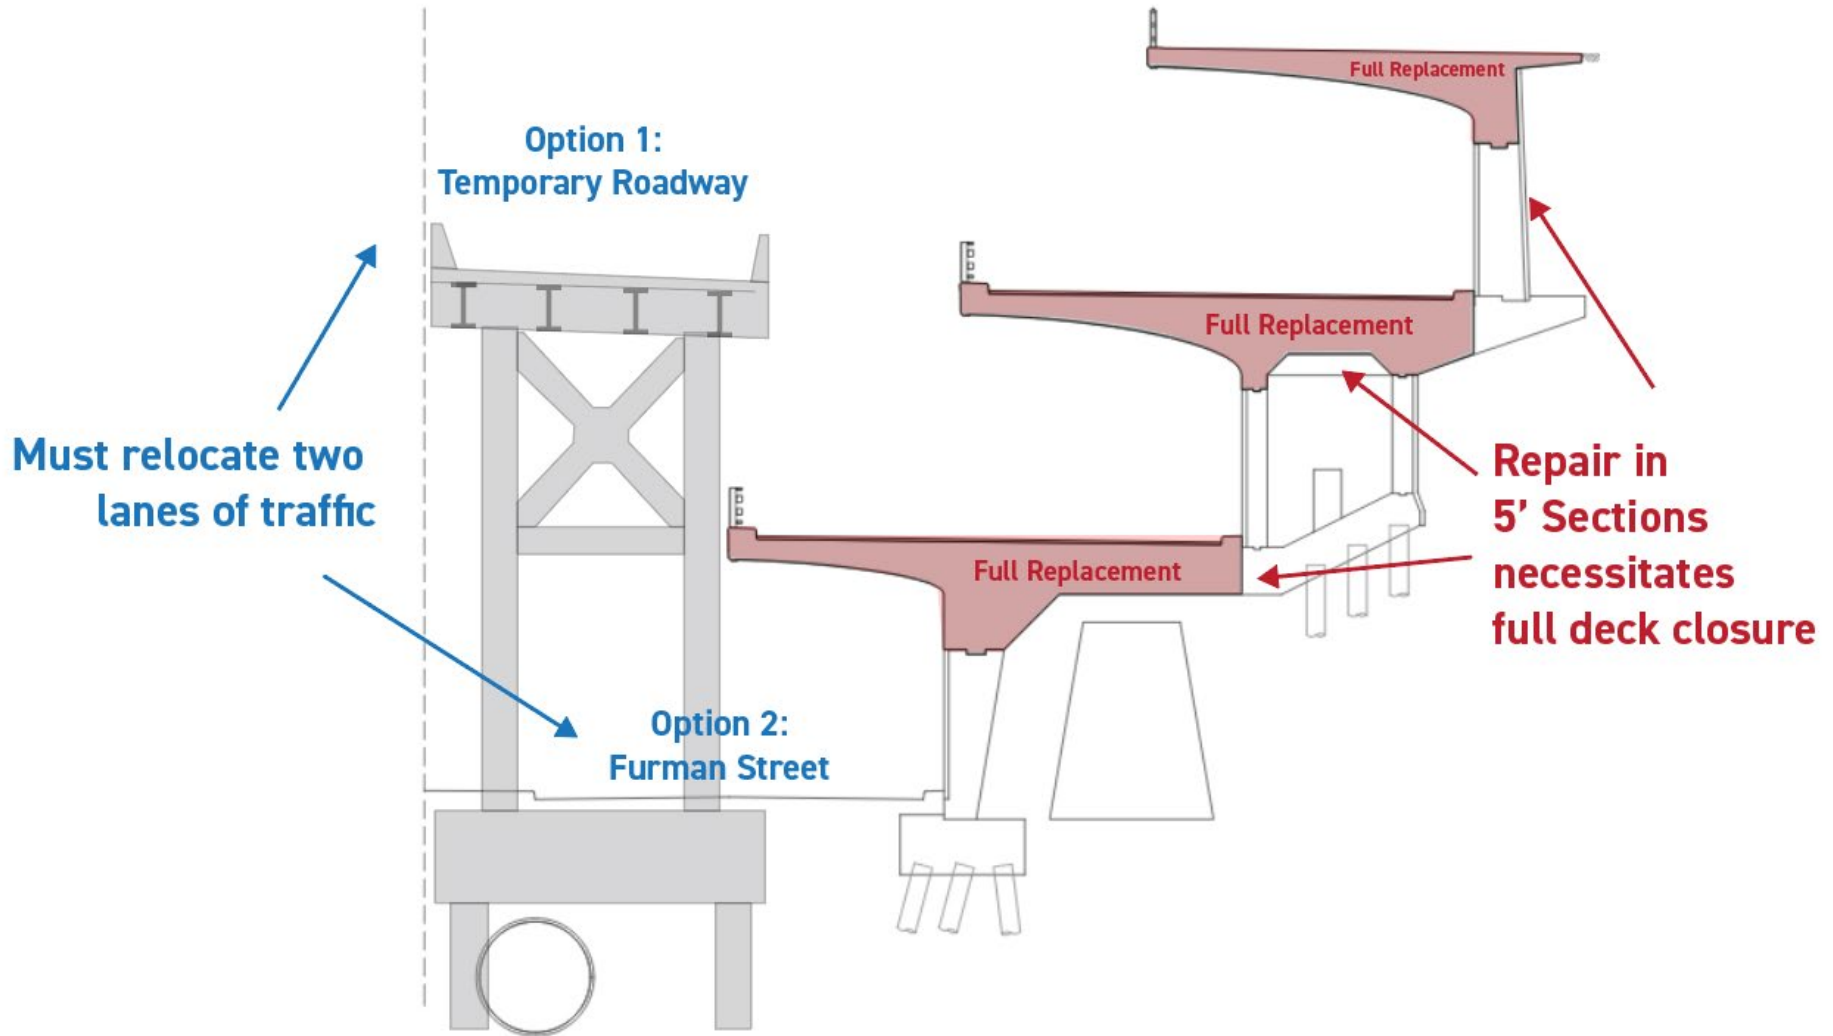 Full Replacement
Option 1:
Temporary Roadway
Full Replacement
Must relocate two
lanes of traffic
Repair in
5’ Sections
necessitates
full deck closure
Full Replacement
Option 2:
Furman Street